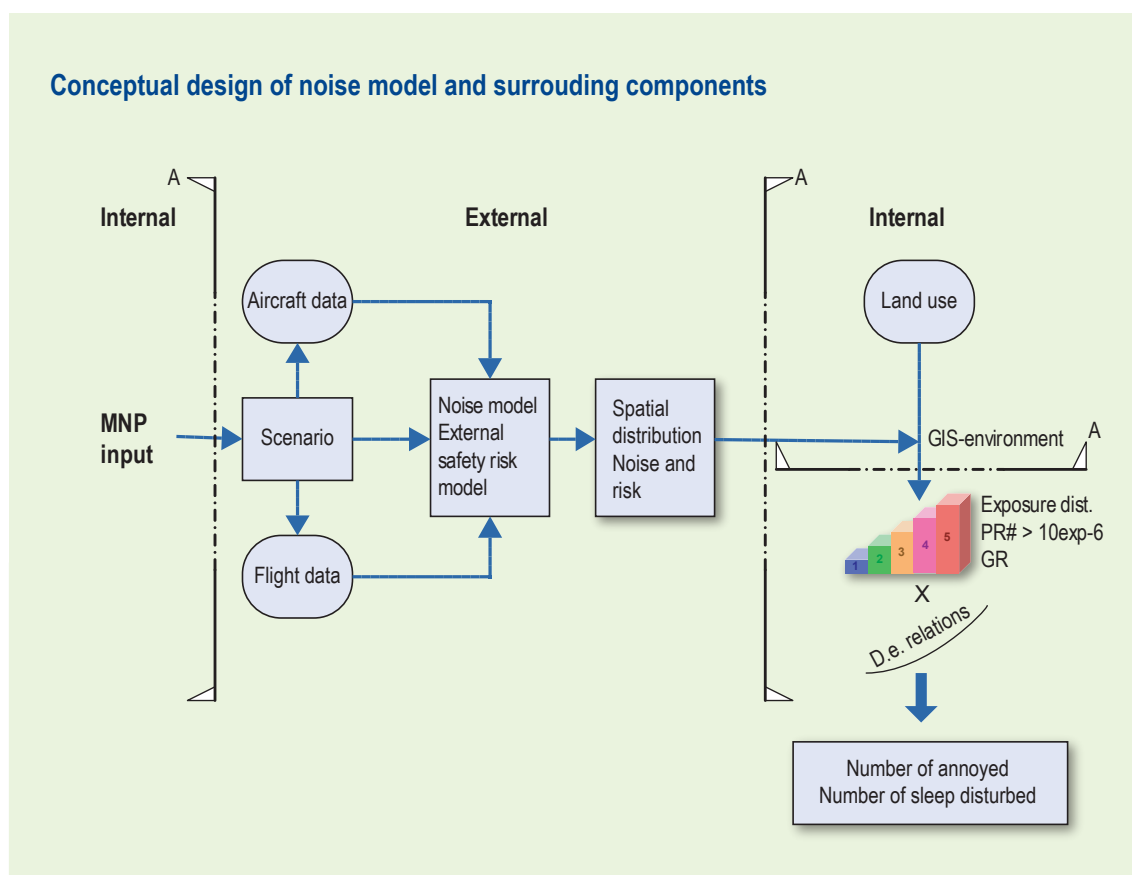 Conceptual design of noise model and surrouding components
A
A
Internal
External
Internal
Aircraft data
Land use
MNP
input
Scenario
Noise model
External
safety risk
model
Spatial
distribution
Noise and
risk
GIS-environment
A
Flight data
1
2
3
4
5
Exposure dist.
PR# > 10exp-6
GR
X
D.e. relations
Number of annoyed
Number of sleep disturbed